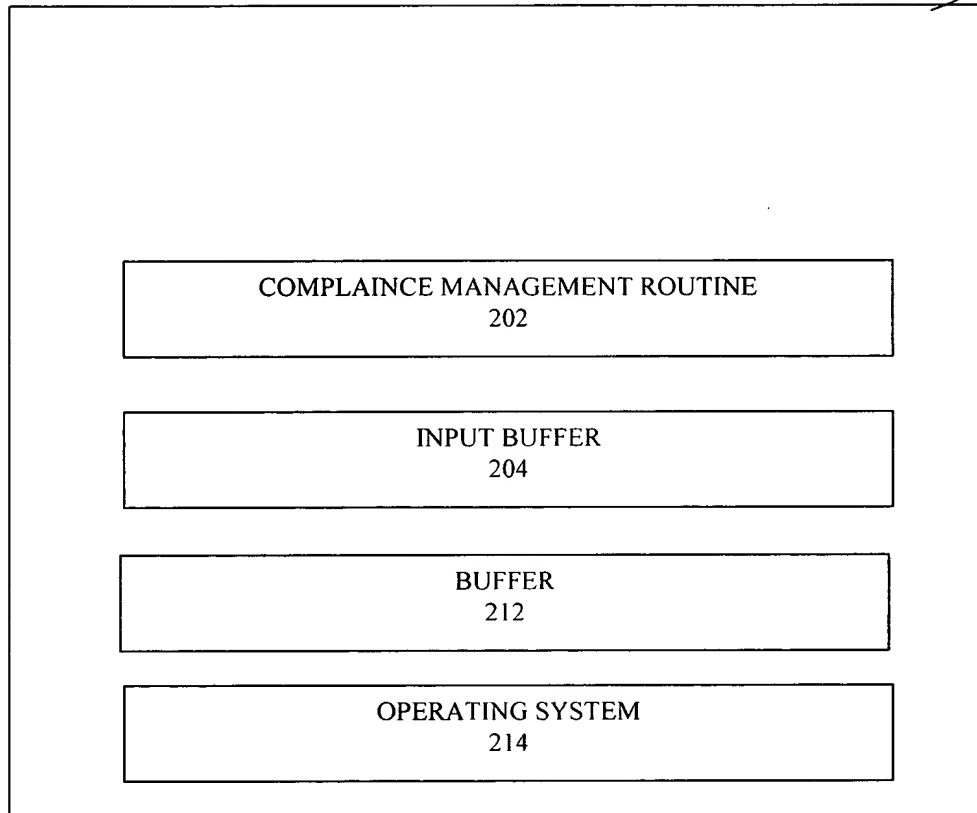 COMPLAINCE MANAGEMENT ROUTINE
202
INPUT BUFFER
204
BUFFER
212
OPERATING SYSTEM
214